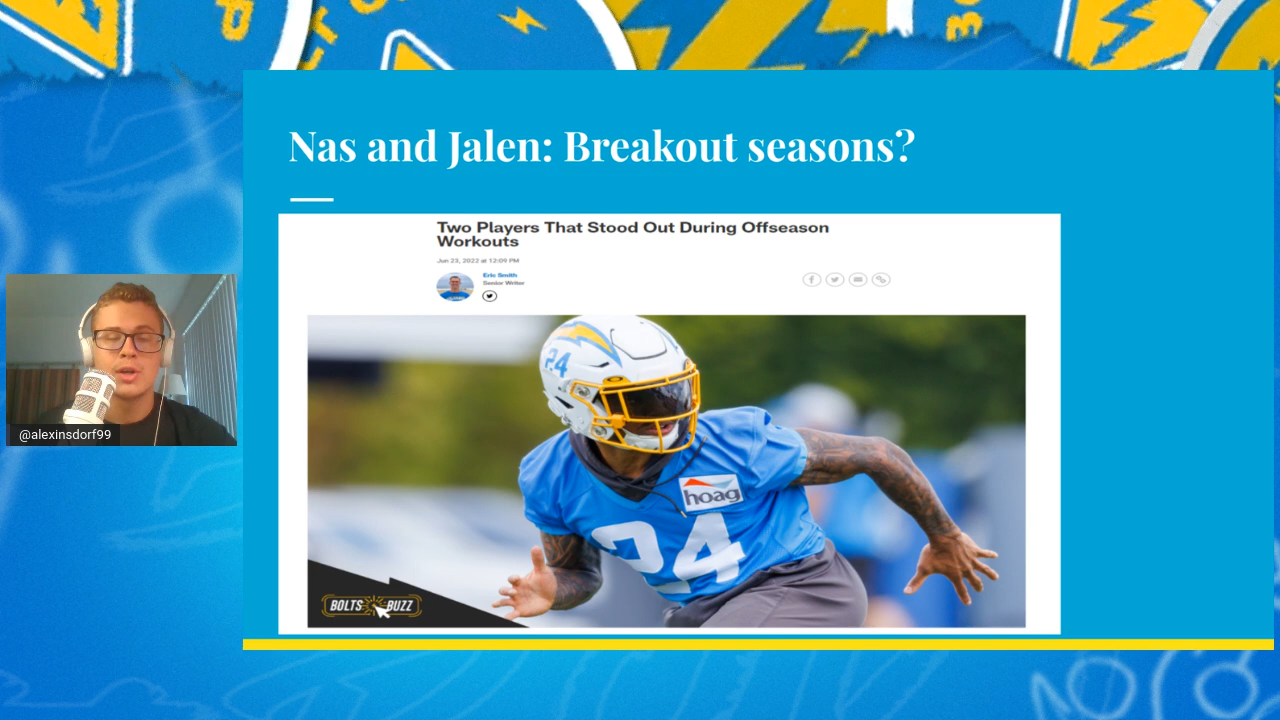 Nas and Jalen: Breakout seasons?
Two Players That Stood Out During Offseason
Workouts
Jun 23, 2022 at 12:09 PM
Eric Smith
Senior Writer
24
hoag
24
BOLTS BUZZ
@alexinsdorf99